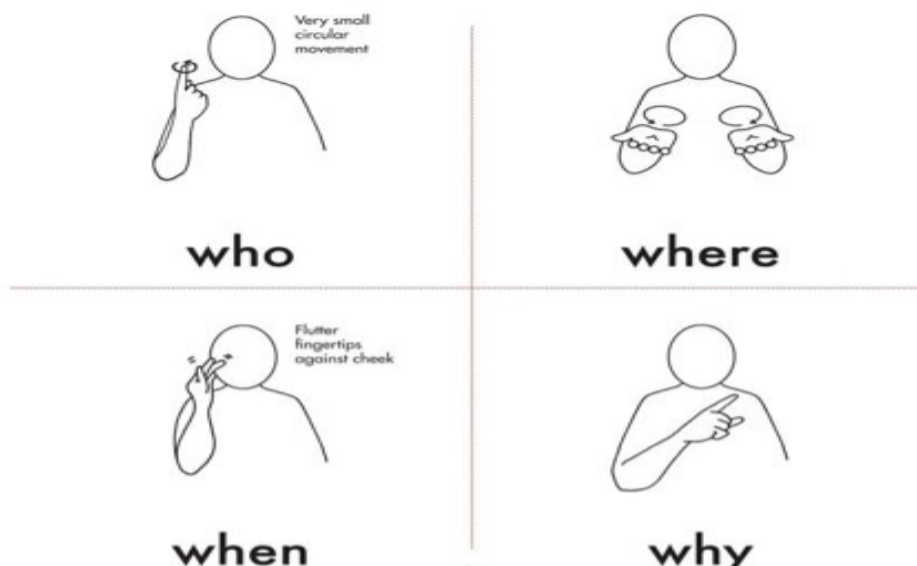 Very small
circular
movement
who
where
Flutter
fingertips
against cheek
when
why